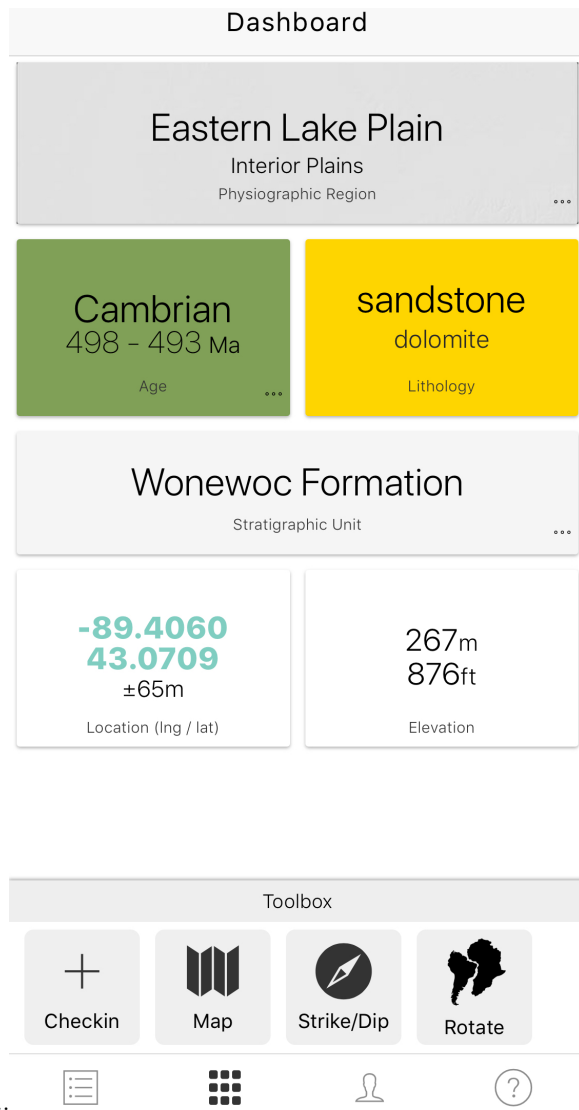 Dashboard
Eastern Lake Plain
Interior Plains
Physiographic Region
Cambrian
498 - 493 Ma
Age
sandstone
dolomite
Lithology
Wonewoc Formation
Stratigraphic Unit
-89.4060
43.0709
±65m
Location (lng / lat)
267m
876ft
Elevation
Toolbox
Checkin
Map
Strike/Dip
Rotate
?